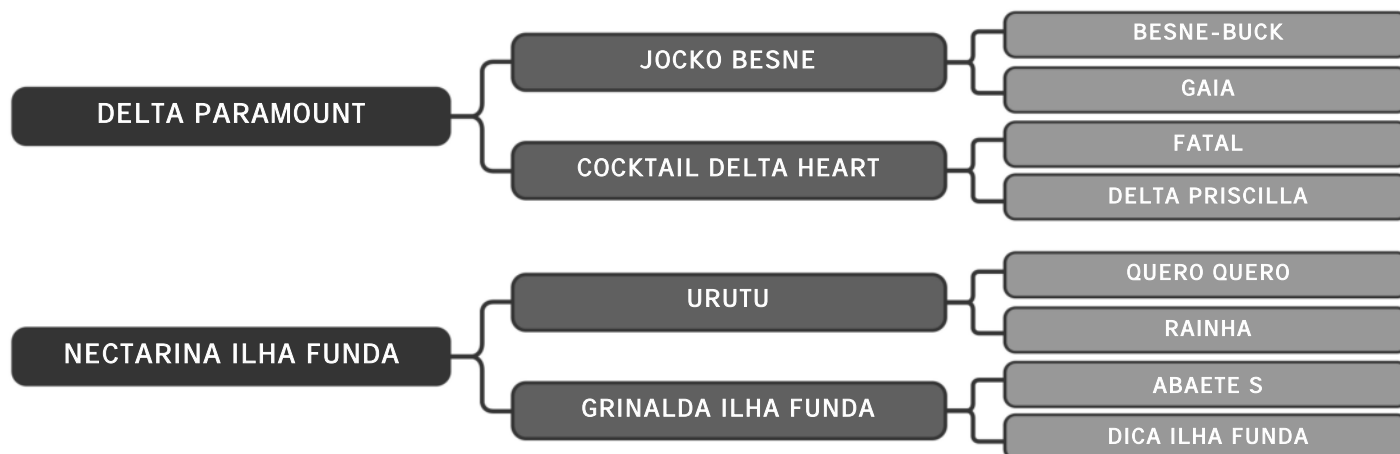 DELTA PARAMOUNT
JOCKO BESNE
BESNE-BUCK
GAIA
COCKTAIL DELTA HEART
FATAL
DELTA PRISCILLA
NECTARINA ILHA FUNDA
URUTU
QUERO QUERO
RAINHA
GRINALDA ILHA FUNDA
ABAETE S
DICA ILHA FUNDA